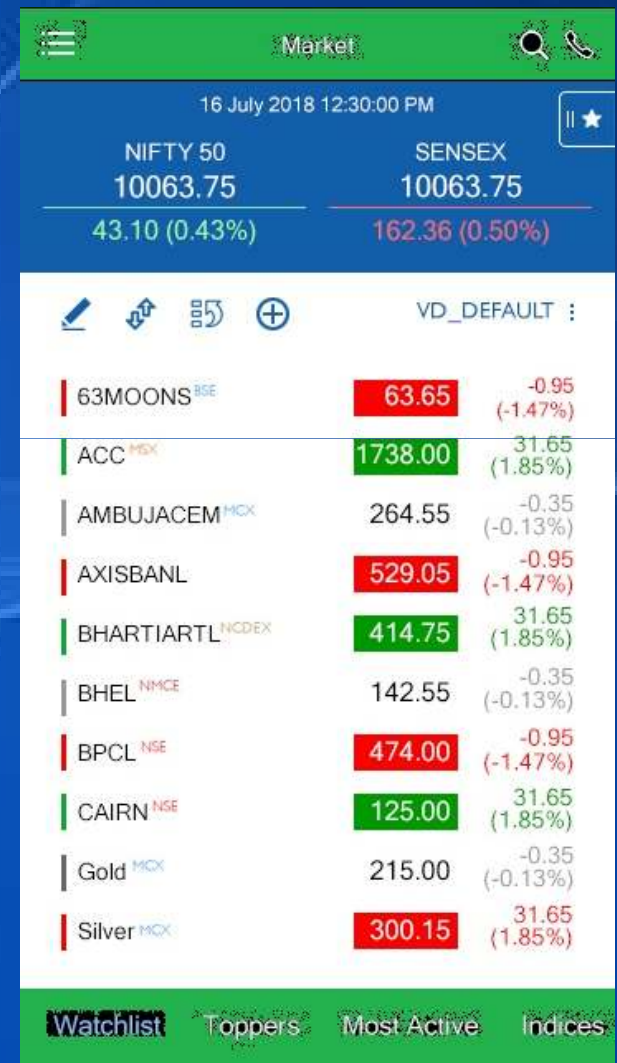 Market
16 July 2018 12:30:00 PM
NIFTY 50 SENSEX
10063.75 10063.75
43.10 (0.43%) 162.36 (0.50%)
VD_DEFAULT
63MOONS BSE 63.65 -0.95
(-1.47%)
ACC MSX 1738.00 31.65
(1.85%)
AMBUJACEM MCX 264.55 -0.35
(-0.13%)
AXISBANL 529.05 -0.95
(-1.47%)
BHARTIARTL NCDEX 414.75 31.65
(1.85%)
BHEL NMCE 142.55 -0.35
(-0.13%)
BPCL NSE 474.00 -0.95
(-1.47%)
CAIRN NSE 125.00 31.65
(1.85%)
Gold MCX 215.00 -0.35
(-0.13%)
Silver MCX 300.15 31.65
(1.85%)
Watchlist Toppers Most Active Indices